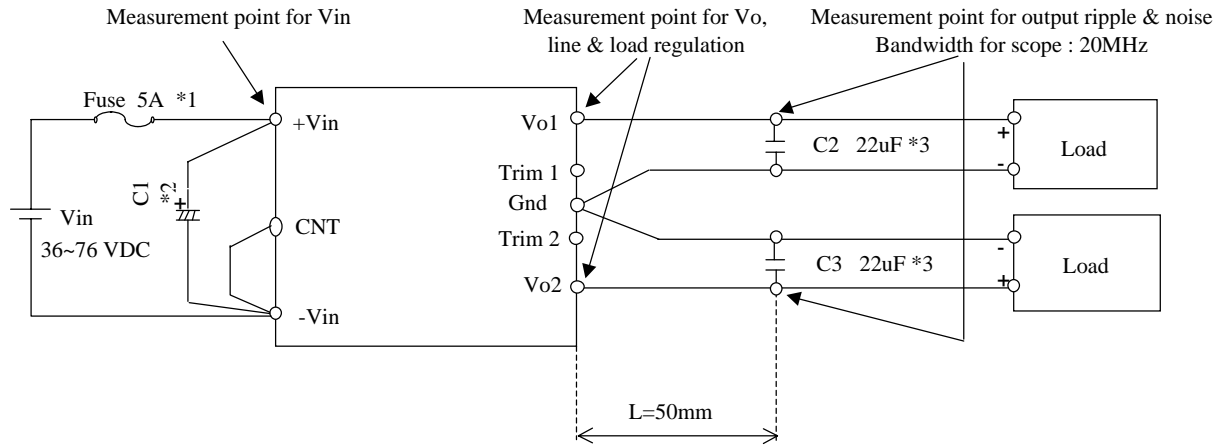 Measurement point for Vin
Measurement point for Vo,
line & load regulation
Measurement point for output ripple & noise
Bandwidth for scope : 20MHz
Fuse 5A *1
+Vin
Vo1
C2 22uF *3
+
-
Load
Trim 1
C1
*2
+
Gnd
Vin
36~76 VDC
CNT
Trim 2
C3 22uF *3
-
+
Load
Vo2
-Vin
L=50mm